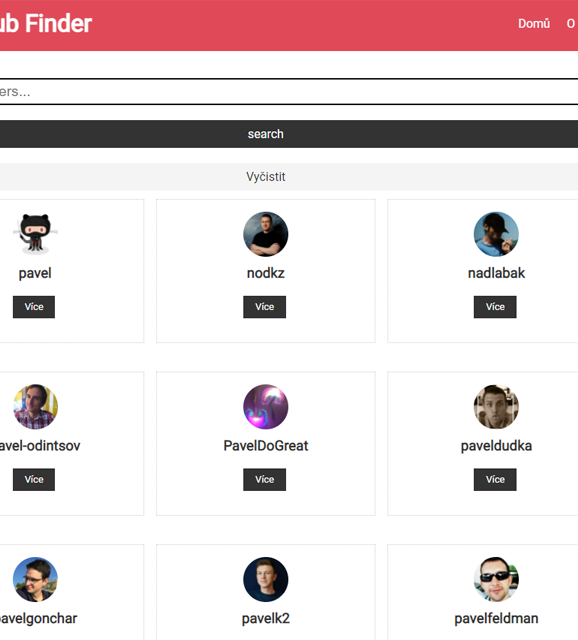 ub Finder
Domů O
ers...
search
Vyčistit
pavel nodkz nadlabak
Více Více Více
avel-odintsov PavelDoGreat paveldudka
Více Více Více
avelgonchar pavelk2 pavelfeldman